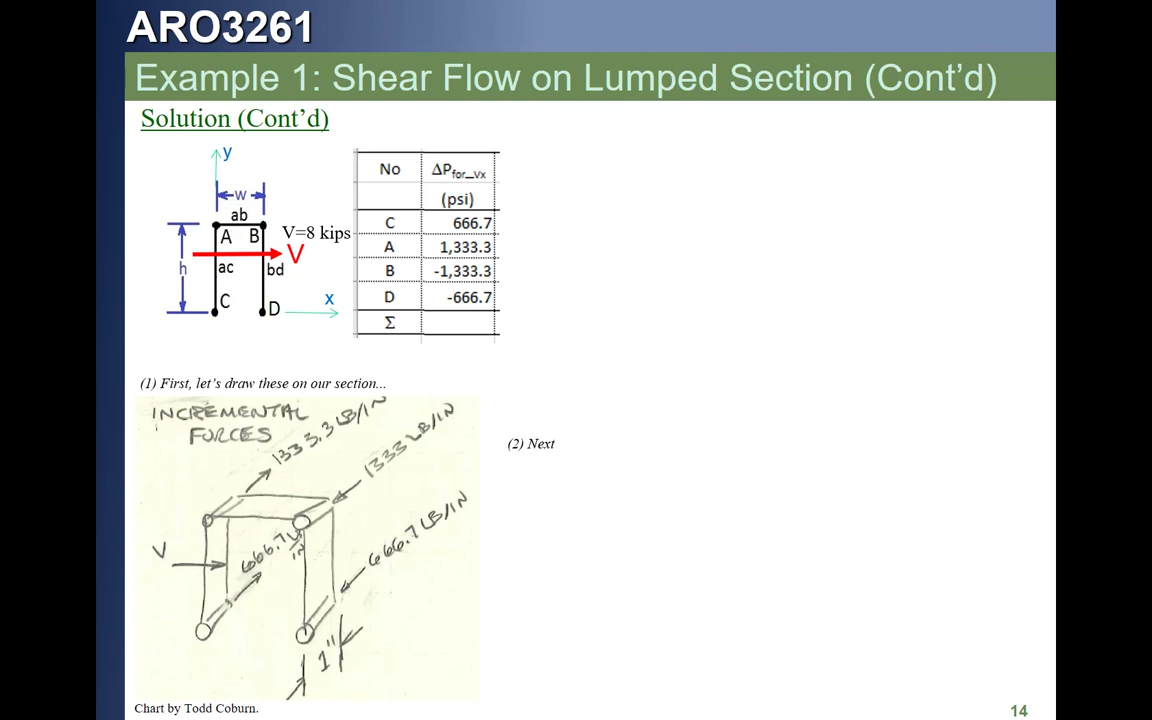 ARO3261
Example 1: Shear Flow on Lumped Section (Cont'd)
Solution (Cont'd)
y
w
ab
A B
V=8 kips
V
h
ac
bd
C
D
x
No ΔPfor_Vx
(psi)
C 666.7
A 1,333.3
B -1,333.3
D -666.7
Σ
(1) First, let's draw these on our section...
INCREMENTAL
FORCES
1333.3 LB/IN
1333 LB/IN
666.7 LB/IN
666.7 LB/IN
V
1"
(2) Next
Chart by Todd Coburn.
14